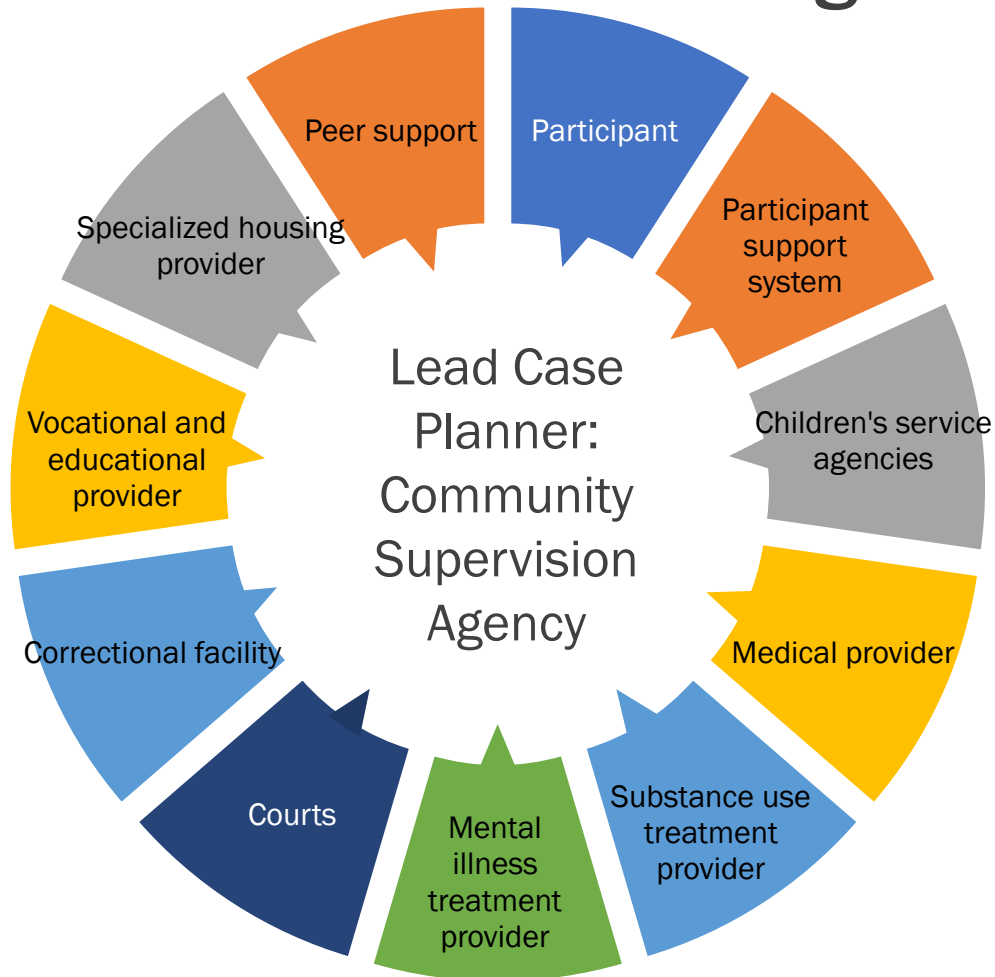 g
Peer support
Participant
Participant
support
system
Children's service
agencies
Medical provider
Substance use
treatment
provider
Mental
illness
treatment
provider
Courts
Correctional facility
Vocational and
educational
provider
Specialized housing
provider
Lead Case
Planner:
Community
Supervision
Agency